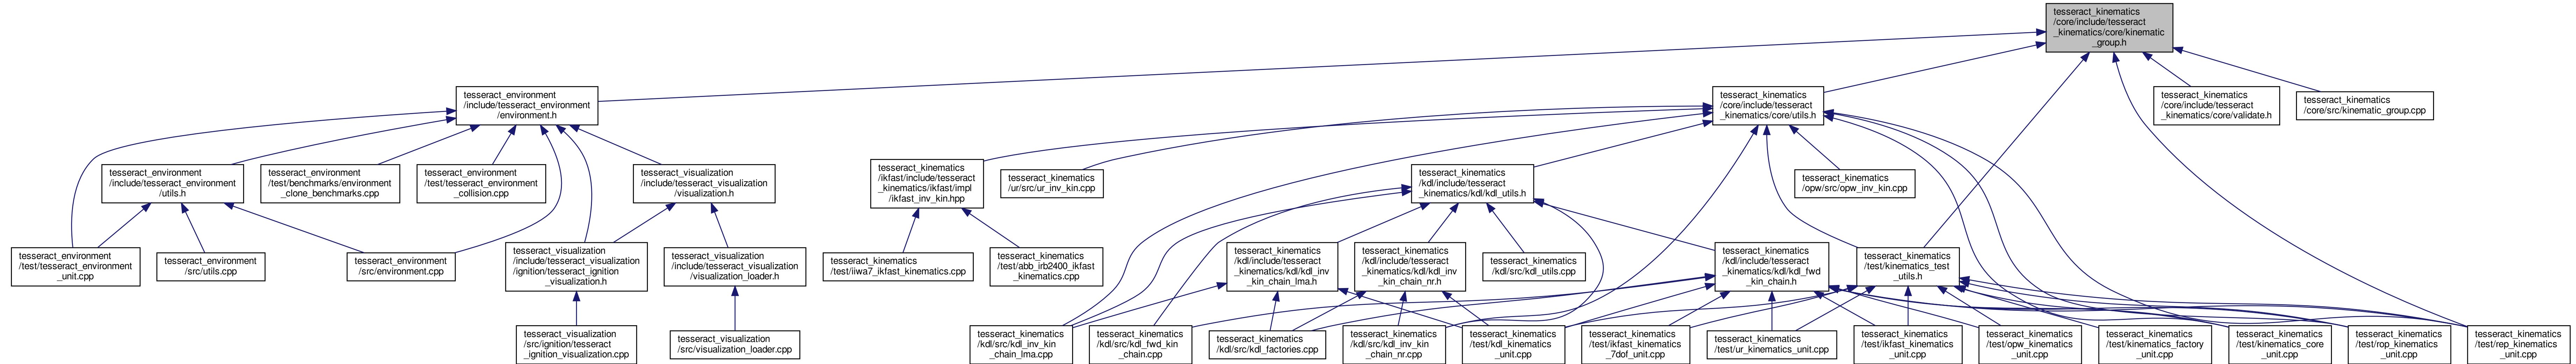 tesseract_kinematics
/core/include/tesseract
_kinematics/core/kinematic
_group.h
tesseract_environment
/include/tesseract_environment
/environment.h
tesseract_kinematics
/core/include/tesseract
_kinematics/core/utils.h
tesseract_kinematics
/core/include/tesseract
_kinematics/core/validate.h
tesseract_kinematics
/core/src/kinematic_group.cpp
tesseract_environment
/include/tesseract_environment
/utils.h
tesseract_environment
/test/benchmarks/environment
_clone_benchmarks.cpp
tesseract_environment
/test/tesseract_environment
_collision.cpp
tesseract_visualization
/include/tesseract_visualization
/visualization.h
tesseract_kinematics
/ikfast/include/tesseract
_kinematics/ikfast/impl
/ikfast_inv_kin.hpp
tesseract_kinematics
/ur/src/ur_inv_kin.cpp
tesseract_kinematics
/kdl/include/tesseract
_kinematics/kdl/kdl_utils.h
tesseract_kinematics
/opw/src/opw_inv_kin.cpp
tesseract_environment
/test/tesseract_environment
_unit.cpp
tesseract_environment
/src/utils.cpp
tesseract_environment
/src/environment.cpp
tesseract_visualization
/include/tesseract_visualization
/ignition/tesseract_ignition
_visualization.h
tesseract_visualization
/include/tesseract_visualization
/visualization_loader.h
tesseract_kinematics
/test/iiwa7_ikfast_kinematics.cpp
tesseract_kinematics
/test/abb_irb2400_ikfast
_kinematics.cpp
tesseract_kinematics
/kdl/include/tesseract
_kinematics/kdl/kdl_inv
_kin_chain_lma.h
tesseract_kinematics
/kdl/include/tesseract
_kinematics/kdl/kdl_inv
_kin_chain_nr.h
tesseract_kinematics
/kdl/src/kdl_utils.cpp
tesseract_kinematics
/kdl/include/tesseract
_kinematics/kdl/kdl_fwd
_kin_chain.h
tesseract_kinematics
/test/kinematics_test
_utils.h
tesseract_visualization
/src/ignition/tesseract
_ignition_visualization.cpp
tesseract_visualization
/src/visualization_loader.cpp
tesseract_kinematics
/kdl/src/kdl_inv_kin
_chain_lma.cpp
tesseract_kinematics
/kdl/src/kdl_fwd_kin
_chain.cpp
tesseract_kinematics
/kdl/src/kdl_factories.cpp
tesseract_kinematics
/kdl/src/kdl_inv_kin
_chain_nr.cpp
tesseract_kinematics
/test/kdl_kinematics
_unit.cpp
tesseract_kinematics
/test/ikfast_kinematics
_7dof_unit.cpp
tesseract_kinematics
/test/ur_kinematics_unit.cpp
tesseract_kinematics
/test/ikfast_kinematics
_unit.cpp
tesseract_kinematics
/test/opw_kinematics
_unit.cpp
tesseract_kinematics
/test/kinematics_factory
_unit.cpp
tesseract_kinematics
/test/kinematics_core
_unit.cpp
tesseract_kinematics
/test/rop_kinematics
_unit.cpp
tesseract_kinematics
/test/rep_kinematics
_unit.cpp